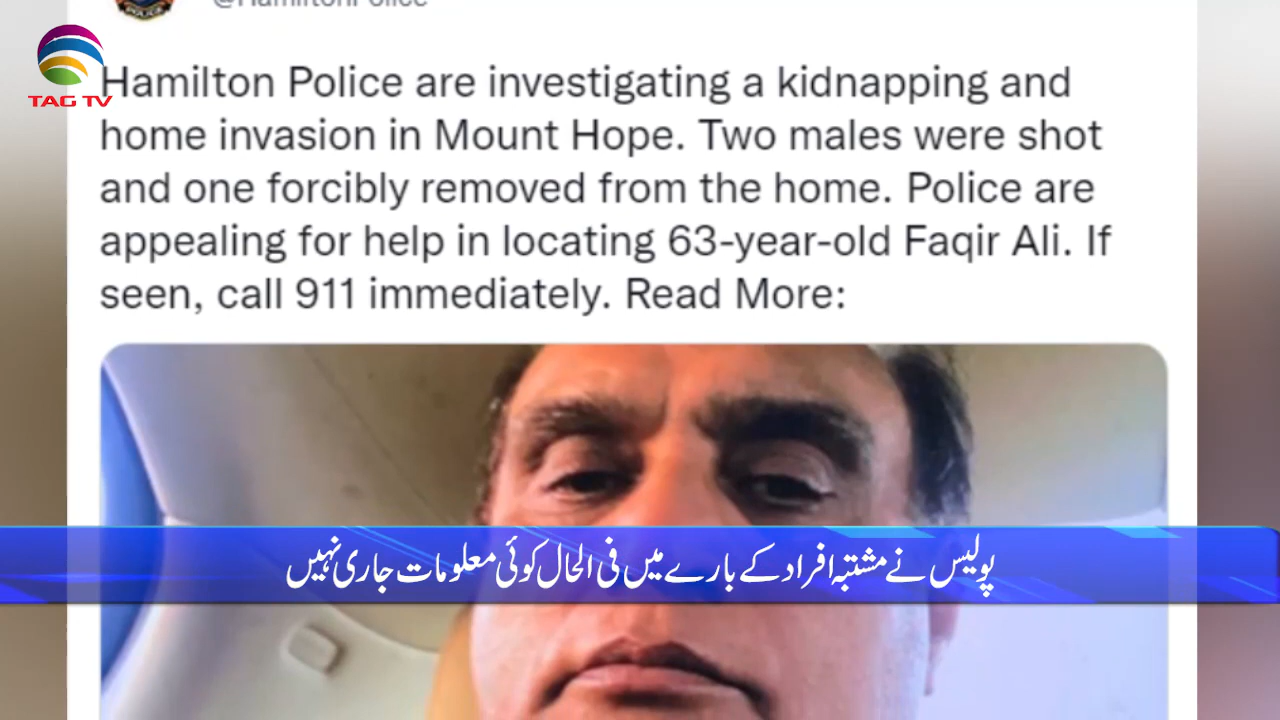 @HamiltonPolice
TAG TV
Hamilton Police are investigating a kidnapping and
home invasion in Mount Hope. Two males were shot
and one forcibly removed from the home. Police are
appealing for help in locating 63-year-old Faqir Ali. If
seen, call 911 immediately. Read More:
پولیس نے مشتبہ افراد کے بارے میں فی الحال کوئی معلومات جاری نہیں